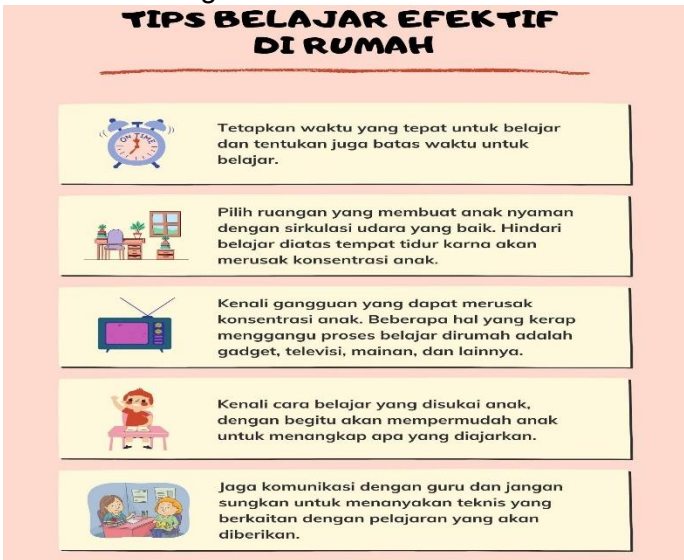 TIPS BELAJAR EFEKTIF
DI RUMAH
ON TIME
Tetapkan waktu yang tepat untuk belajar
dan tentukan juga batas waktu untuk
belajar.
Pilih ruangan yang membuat anak nyaman
dengan sirkulasi udara yang baik. Hindari
belajar diatas tempat tidur karna akan
merusak konsentrasi anak.
Kenali gangguan yang dapat merusak
konsentrasi anak. Beberapa hal yang kerap
menggangu proses belajar dirumah adalah
gadget, televisi, mainan, dan lainnya.
Kenali cara belajar yang disukai anak,
dengan begitu akan mempermudah anak
untuk menangkap apa yang diajarkan.
Jaga komunikasi dengan guru dan jangan
sungkan untuk menanyakan teknis yang
berkaitan dengan pelajaran yang akan
diberikan.